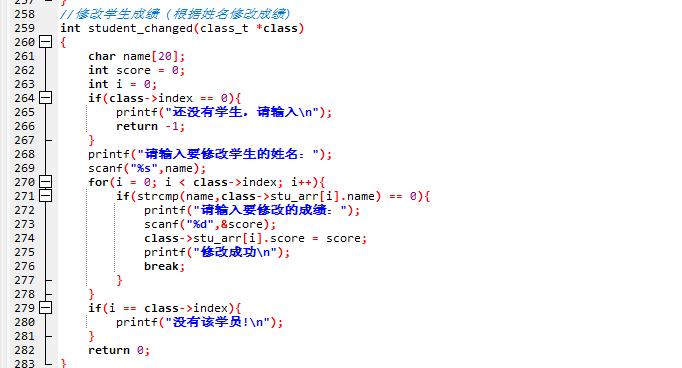 257 }
258 //修改学生成绩（根据姓名修改成绩）
259 int student_changed(class_t *class)
260 {
261     char name[20];
262     int score = 0;
263     int i = 0;
264     if(class->index == 0){
265         printf("还没有学生，请输入\n");
266         return -1;
267     }
268     printf("请输入要修改学生的姓名：");
269     scanf("%s",name);
270     for(i = 0; i < class->index; i++){
271         if(strcmp(name,class->stu_arr[i].name) == 0){
272             printf("请输入要修改的成绩：");
273             scanf("%d",&score);
274             class->stu_arr[i].score = score;
275             printf("修改成功\n");
276             break;
277         }
278     }
279     if(i == class->index){
280         printf("没有该学员!\n");
281     }
282     return 0;
283 }